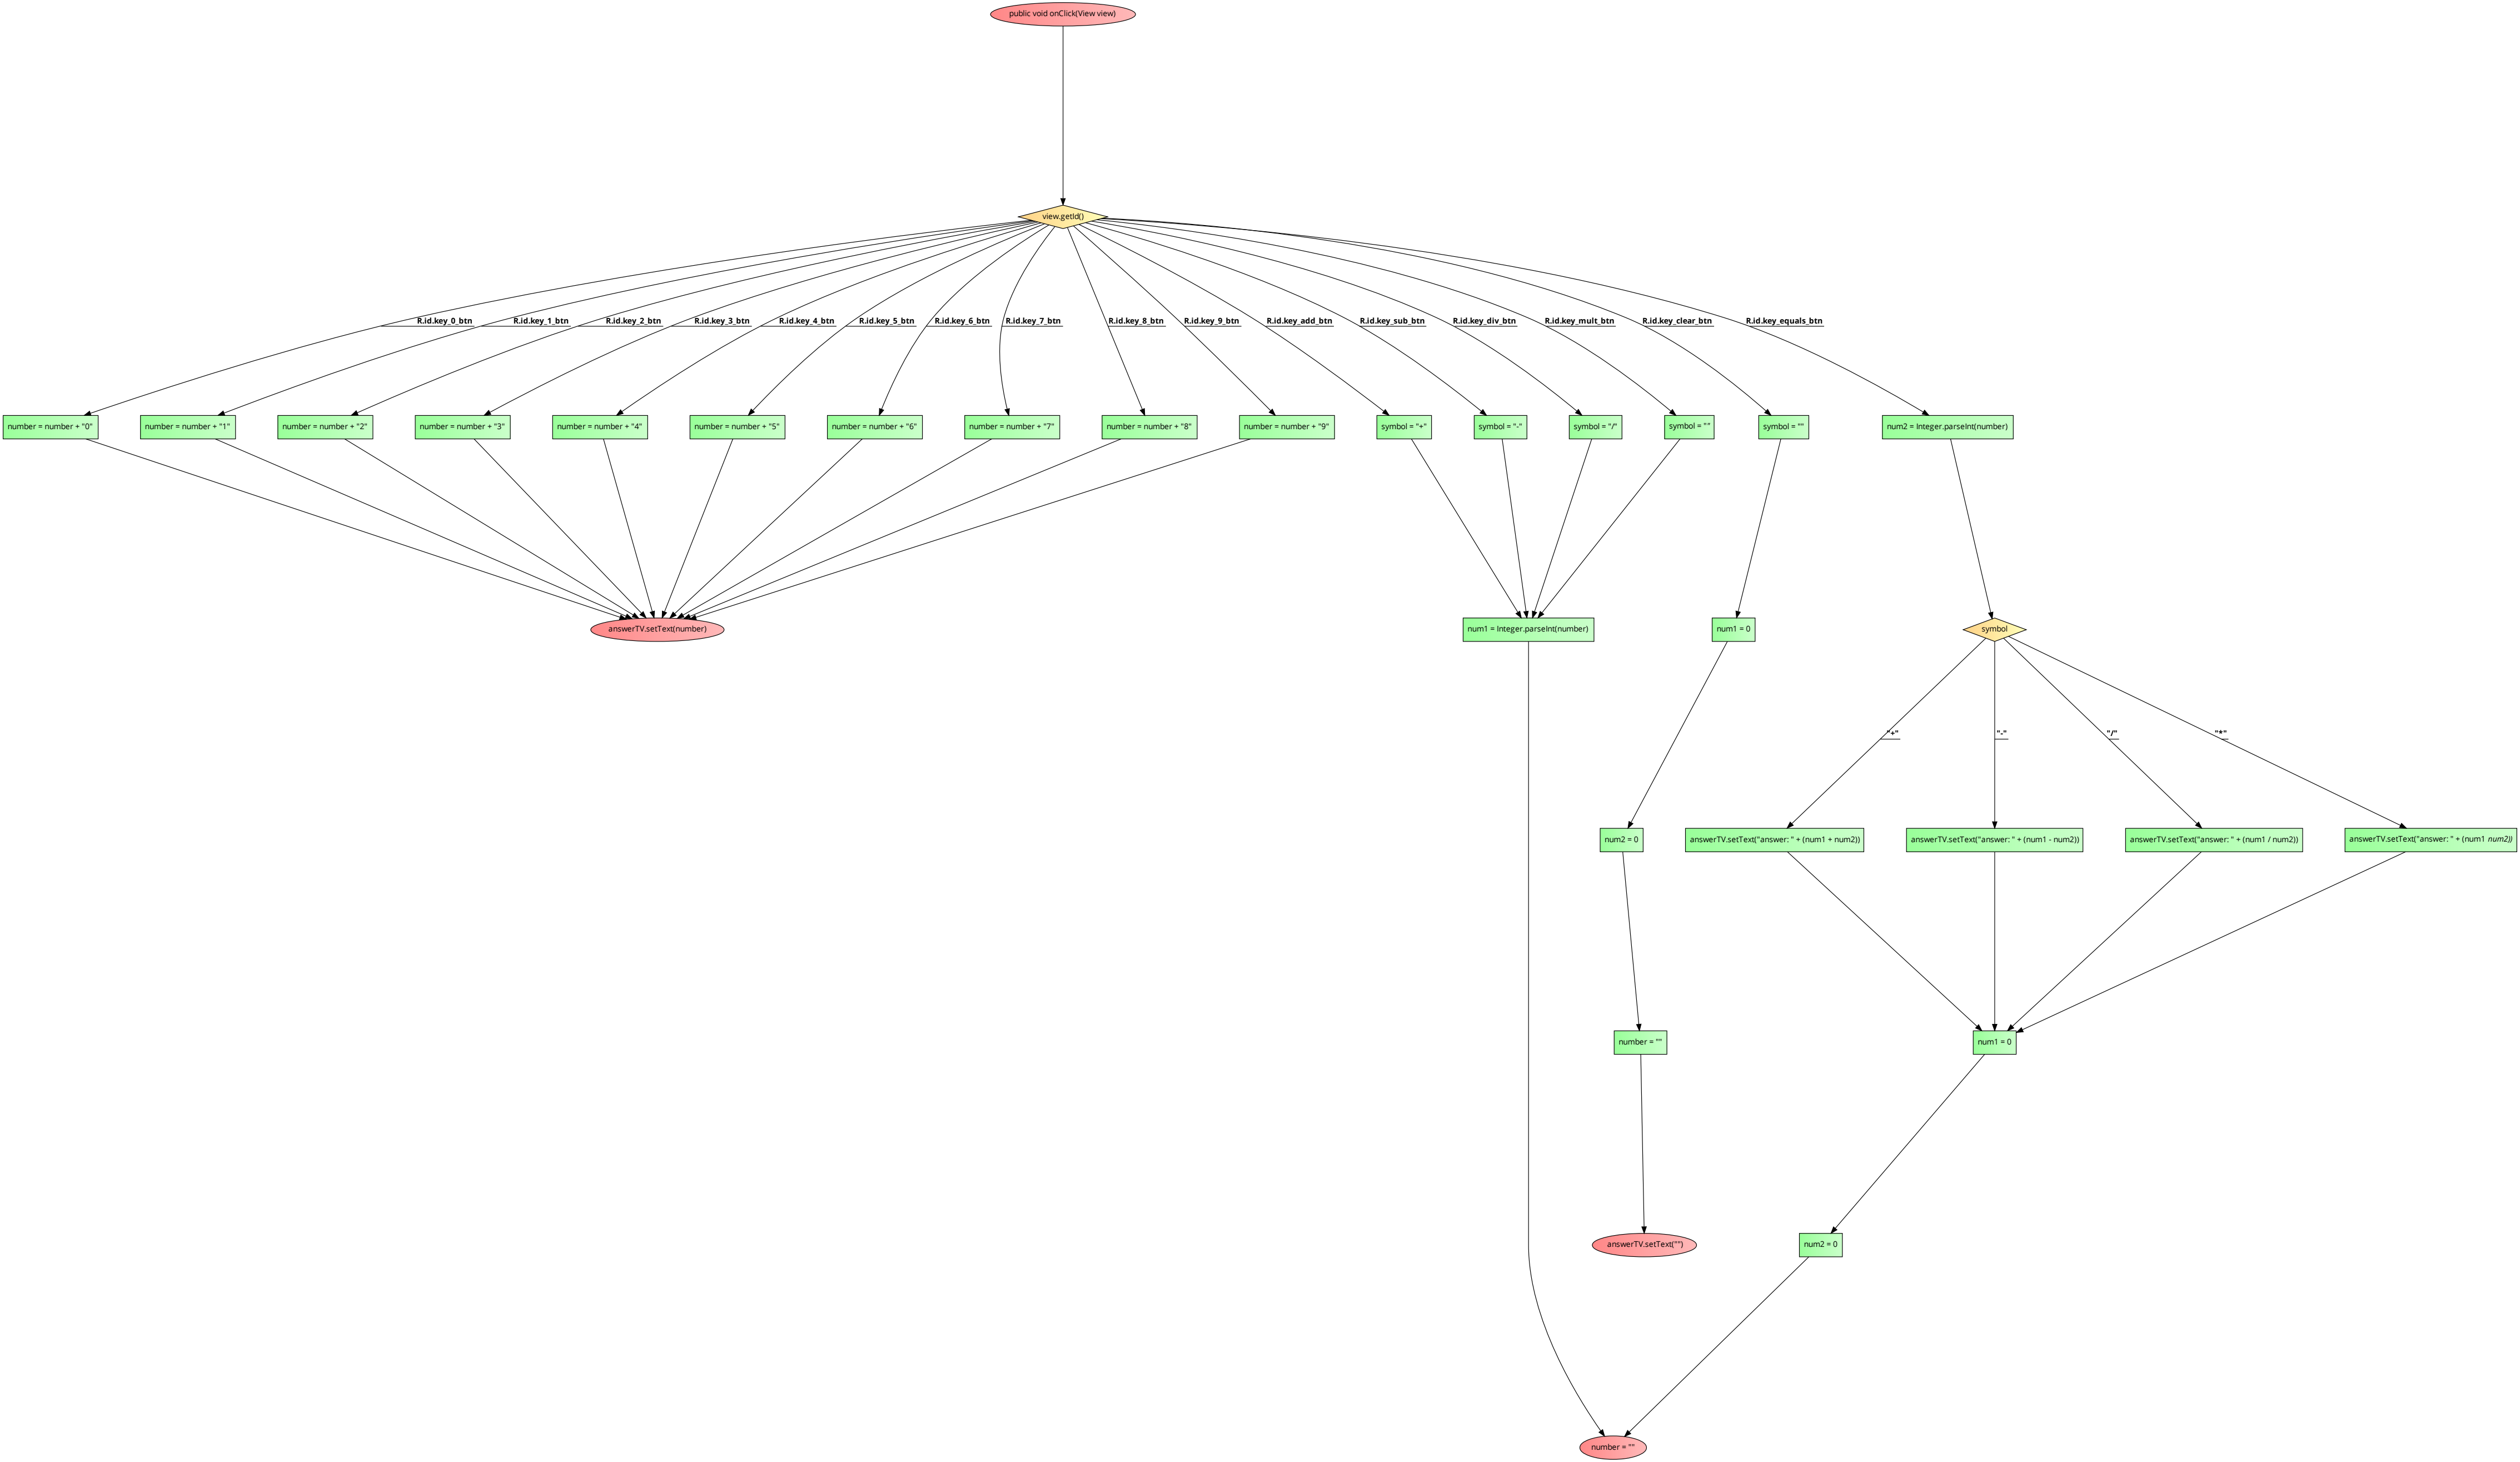 public void onClick(View view)
view.getId()
R.id.key_0_btn
R.id.key_1_btn
R.id.key_2_btn
R.id.key_3_btn
R.id.key_4_btn
R.id.key_5_btn
R.id.key_6_btn
R.id.key_7_btn
R.id.key_8_btn
R.id.key_9_btn
R.id.key_add_btn
R.id.key_sub_btn
R.id.key_div_btn
R.id.key_mult_btn
R.id.key_clear_btn
R.id.key_equals_btn
number = number + "0"
number = number + "1"
number = number + "2"
number = number + "3"
number = number + "4"
number = number + "5"
number = number + "6"
number = number + "7"
number = number + "8"
number = number + "9"
symbol = "+"
symbol = "-"
symbol = "/"
symbol = ""
symbol = ""
num2 = Integer.parseInt(number)
answerTV.setText(number)
num1 = Integer.parseInt(number)
num1 = 0
symbol
"+"
"-"
"/"
"*"
num2 = 0
answerTV.setText("answer: " + (num1 + num2))
answerTV.setText("answer: " + (num1 - num2))
answerTV.setText("answer: " + (num1 / num2))
answerTV.setText("answer: " + (num1 num2))
number = ""
num1 = 0
answerTV.setText("")
num2 = 0
number = ""